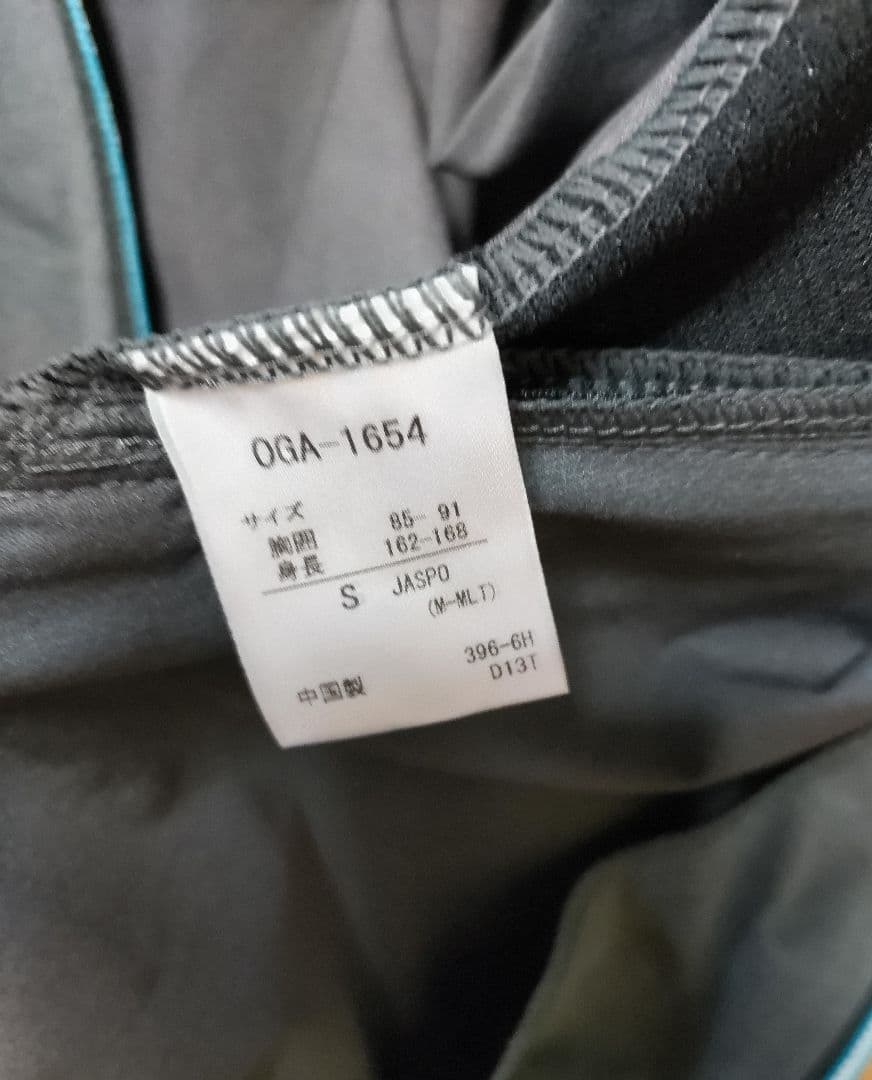 OGA-1654
サイズ
胸囲 85- 91
身長 162-168
S JASPO
(M-MLT)
396-6H
D13T
中国製